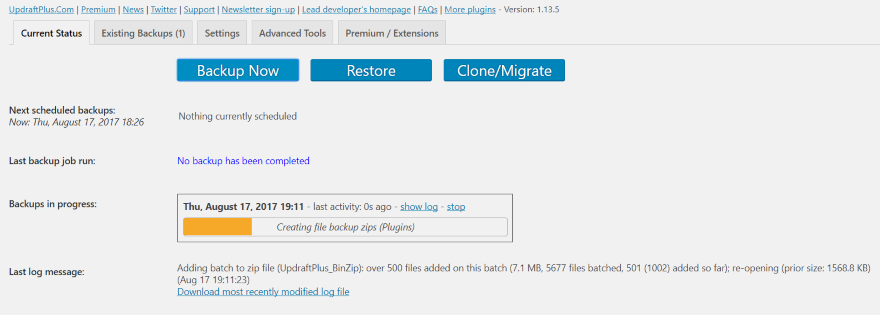 UpdraftPlus.Com | Premium | News | Twitter | Support | Newsletter sign-up | Lead developer's homepage | FAQs | More plugins - Version: 1.13.5
Current Status Existing Backups (1) Settings Advanced Tools Premium / Extensions
Backup Now Restore Clone/Migrate
Next scheduled backups:
Now: Thu, August 17, 2017 18:26
Nothing currently scheduled
Last backup job run: No backup has been completed
Backups in progress:
Thu, August 17, 2017 19:11 - last activity: 0s ago - show log - stop
Creating file backup zips (Plugins)
Last log message:
Adding batch to zip file (UpdraftPlus_BinZip): over 500 files added on this batch (7.1 MB, 5677 files batched, 501 (1002) added so far); re-opening (prior size: 1568.8 KB)
(Aug 17 19:11:23)
Download most recently modified log file